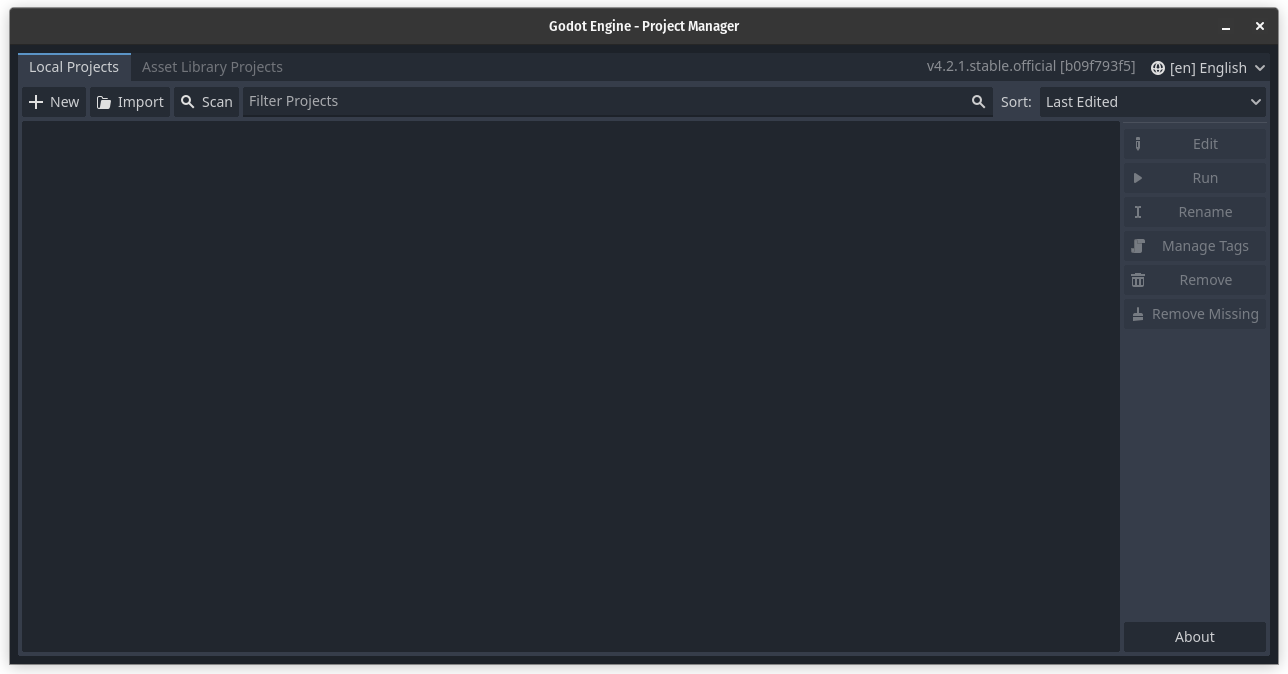 Godot Engine - Project Manager
Local Projects Asset Library Projects v4.2.1.stable.official [b09f793f5] [en] English
New Import Scan Filter Projects Sort: Last Edited
Edit
Run
Rename
Manage Tags
Remove
Remove Missing
About